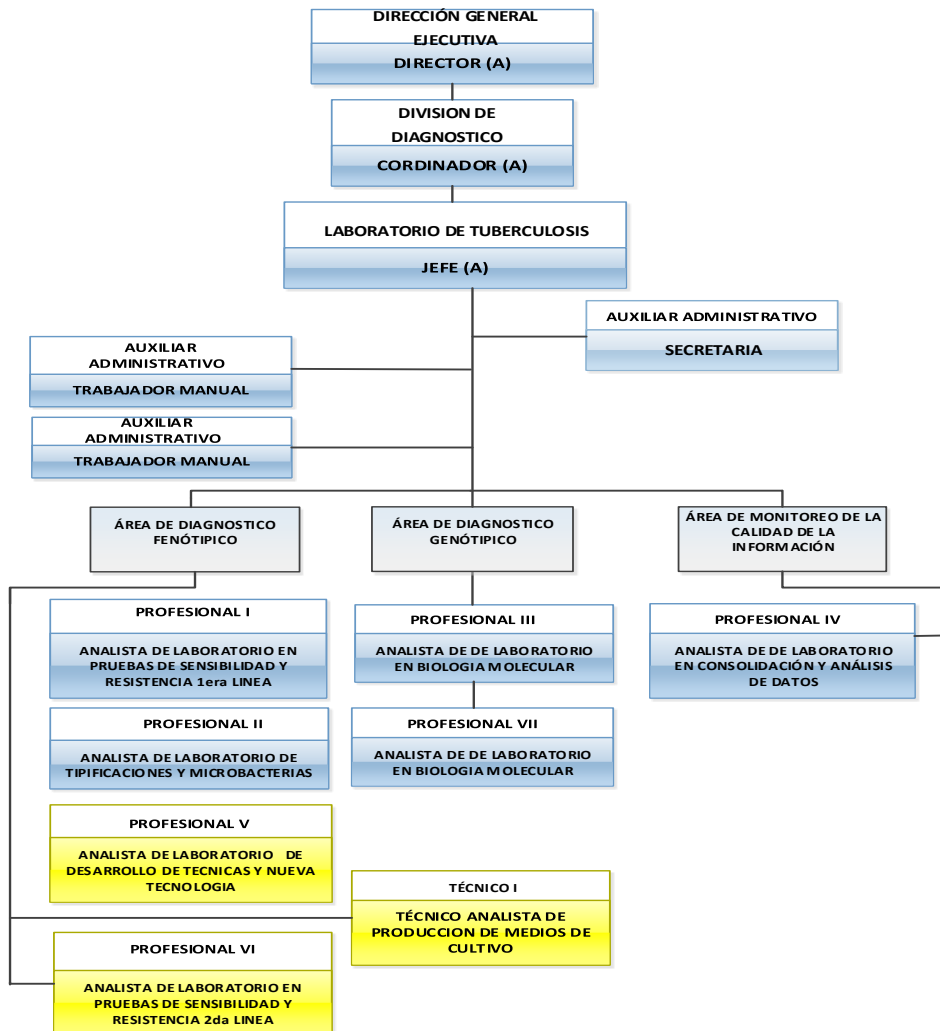 DIRECCIÓN GENERAL
EJECUTIVA
DIRECTOR (A)
DIVISION DE
DIAGNOSTICO
CORDINADOR (A)
LABORATORIO DE TUBERCULOSIS
JEFE (A)
AUXILIAR ADMINISTRATIVO
SECRETARIA
AUXILIAR
ADMINISTRATIVO
TRABAJADOR MANUAL
AUXILIAR
ADMINISTRATIVO
TRABAJADOR MANUAL
ÁREA DE DIAGNOSTICO
FENÓTIPICO
ÁREA DE DIAGNOSTICO
GENÓTIPICO
ÁREA DE MONITOREO DE LA
CALIDAD DE LA
INFORMACIÓN
PROFESIONAL I
ANALISTA DE LABORATORIO EN
PRUEBAS DE SENSIBILIDAD Y
RESISTENCIA 1era LINEA
PROFESIONAL III
ANALISTA DE DE LABORATORIO
EN BIOLOGIA MOLECULAR
PROFESIONAL IV
ANALISTA DE DE LABORATORIO
EN CONSOLIDACIÓN Y ANÁLISIS
DE DATOS
PROFESIONAL II
ANALISTA DE LABORATORIO DE
TIPIFICACIONES Y MICROBACTERIAS
PROFESIONAL VII
ANALISTA DE DE LABORATORIO
EN BIOLOGIA MOLECULAR
PROFESIONAL V
ANALISTA DE LABORATORIO DE
DESARROLLO DE TECNICAS Y NUEVA
TECNOLOGIA
TÉCNICO I
TÉCNICO ANALISTA DE
PRODUCCION DE MEDIOS DE
CULTIVO
PROFESIONAL VI
ANALISTA DE LABORATORIO EN
PRUEBAS DE SENSIBILIDAD Y
RESISTENCIA 2da LINEA